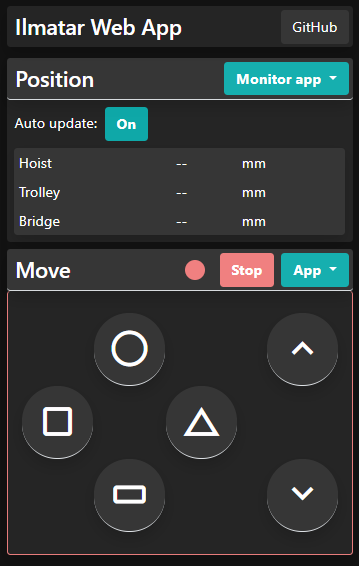 Ilmatar Web App GitHub
Position Monitor app
Auto update: On
Hoist -- mm
Trolley -- mm
Bridge -- mm
Move Stop App